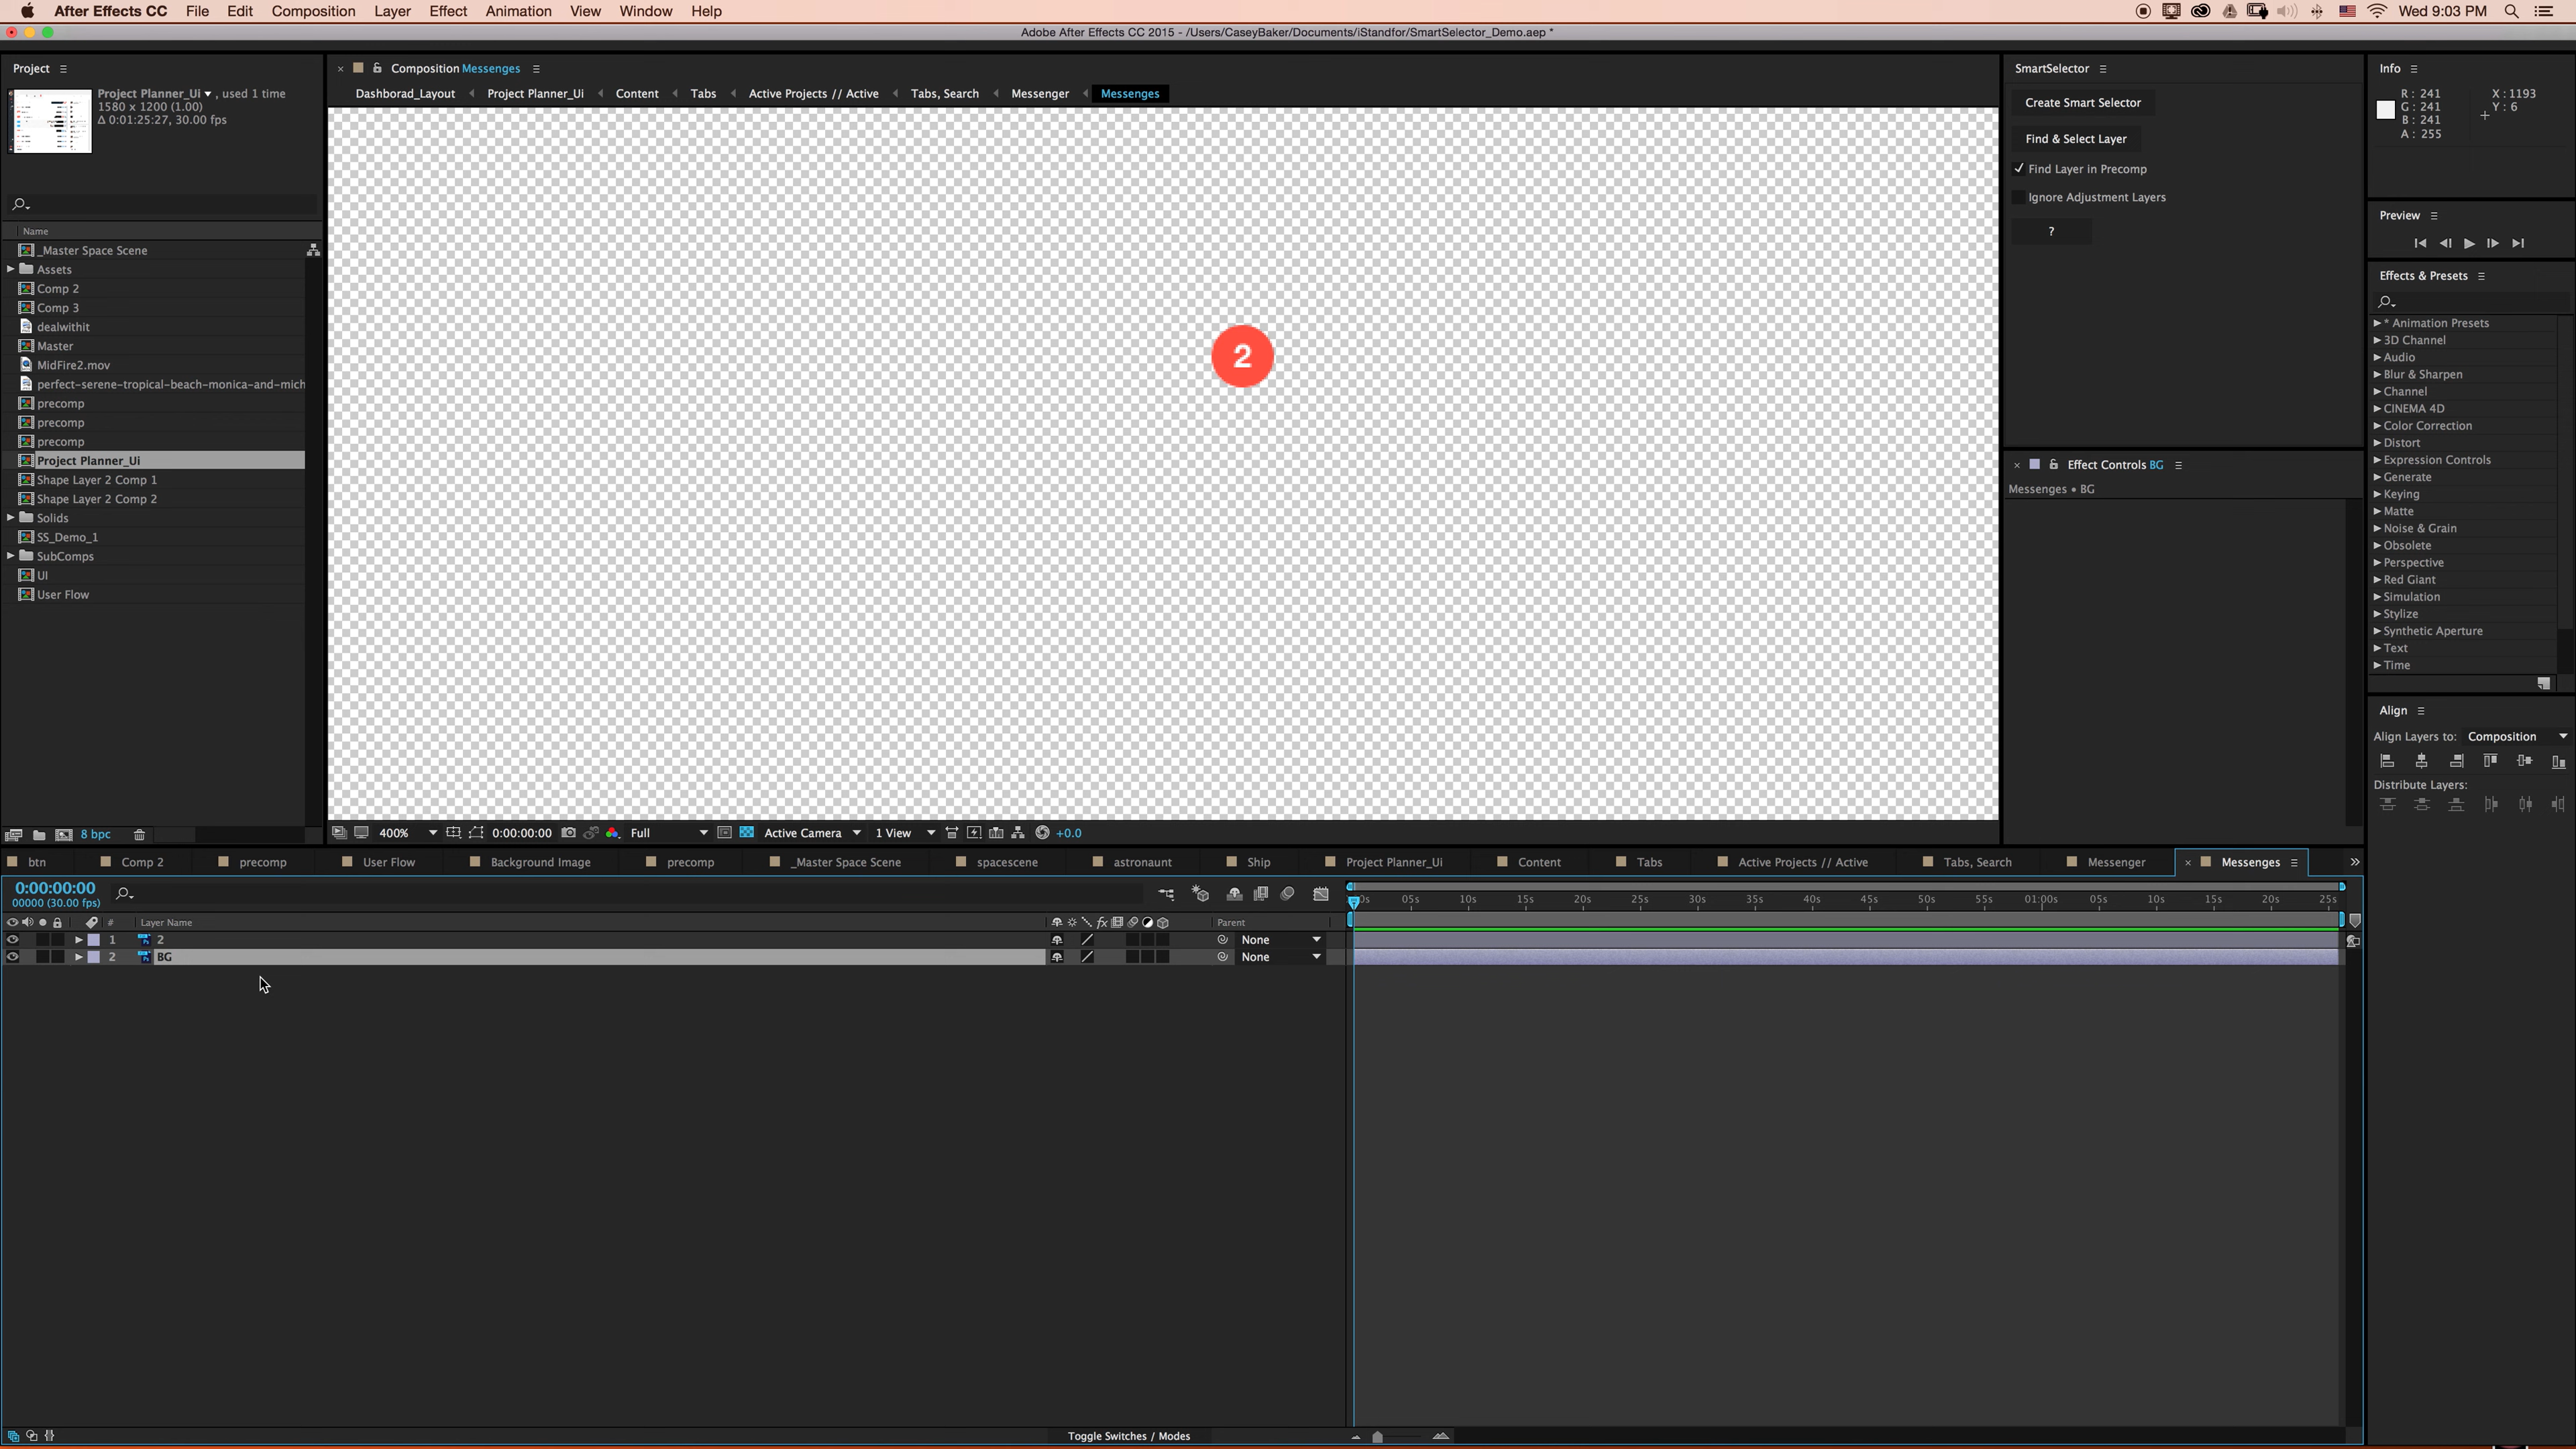 After Effects CC File Edit Composition Layer Effect Animation View Window Help Wed 9:03 PM
Adobe After Effects CC 2015 - /Users/CaseyBaker/Documents/iStandfor/SmartSelector_Demo.aep *
Project
Project Planner_Ui , used 1 time
1580 x 1200 (1.00)
Δ 0:01:25:27, 30.00 fps
Name
_Master Space Scene
Assets
Comp 2
Comp 3
dealwithit
Master
MidFire2.mov
perfect-serene-tropical-beach-monica-and-mich
precomp
precomp
precomp
Project Planner_Ui
Shape Layer 2 Comp 1
Shape Layer 2 Comp 2
Solids
SS_Demo_1
SubComps
UI
User Flow
8 bpc
Composition Messenges
Dashborad_Layout Project Planner_Ui Content Tabs Active Projects // Active Tabs, Search Messenger Messenges
2
400% 0:00:00:00 Full Active Camera 1 View +0.0
SmartSelector
Create Smart Selector
Find & Select Layer
Find Layer in Precomp
Ignore Adjustment Layers
?
Effect Controls BG
Messenges • BG
Info
R : 241 X : 1193
G : 241 Y : 6
B : 241
A : 255
Preview
Effects & Presets
* Animation Presets
3D Channel
Audio
Blur & Sharpen
Channel
CINEMA 4D
Color Correction
Distort
Expression Controls
Generate
Keying
Matte
Noise & Grain
Obsolete
Perspective
Red Giant
Simulation
Stylize
Synthetic Aperture
Text
Time
Align
Align Layers to: Composition
Distribute Layers:
btn Comp 2 precomp User Flow Background Image precomp _Master Space Scene spacescene astronaunt Ship Project Planner_Ui Content Tabs Active Projects // Active Tabs, Search Messenger Messenges
0:00:00:00
00000 (30.00 fps)
0s 05s 10s 15s 20s 25s 30s 35s 40s 45s 50s 55s 01:00s 05s 10s 15s 20s 25s
# Layer Name fx Parent
1 2 None
2 BG None
Toggle Switches / Modes